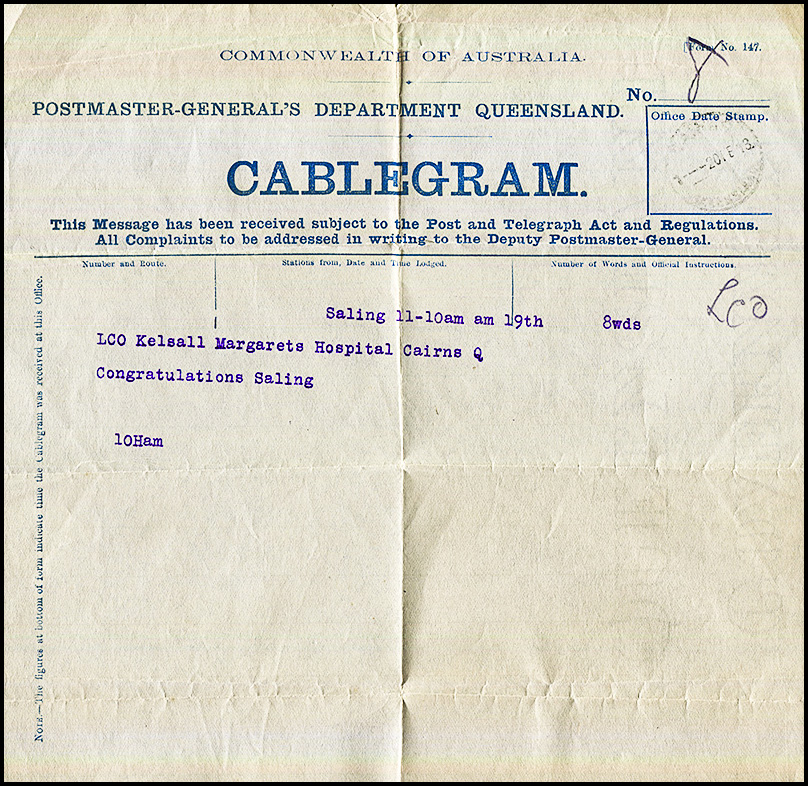 COMMONWEALTH OF AUSTRALIA.
[Form No. 147.
POSTMASTER-GENERAL'S DEPARTMENT QUEENSLAND.
No.
Office Date Stamp.
CABLEGRAM.
This Message has been received subject to the Post and Telegraph Act and Regulations.
All Complaints to be addressed in writing to the Deputy Postmaster-General.
Number and Route.
Stations from, Date and Time Lodged.
Number of Words and Official Instructions.
LCO
Saling 11-10am am 19th 8wds
LCO Kelsall Margarets Hospital Cairns Q
Congratulations Saling
10Ham
NOTE.—The figures at bottom of form indicate time the Cablegram was received at this Office.